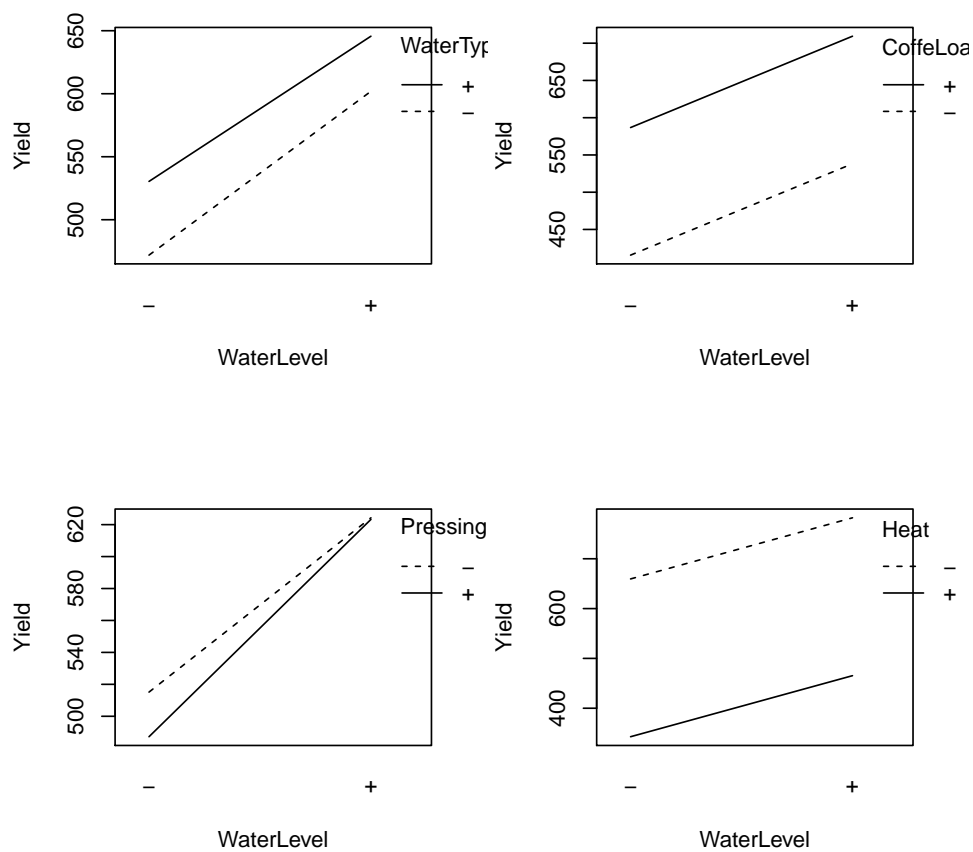 WaterTyp
+
−
Yield
500
550
600
650
−
+
WaterLevel
CoffeLoa
+
−
Yield
450
550
650
−
+
WaterLevel
Pressing
−
+
Yield
500
540
580
620
−
+
WaterLevel
Heat
−
+
Yield
400
600
−
+
WaterLevel